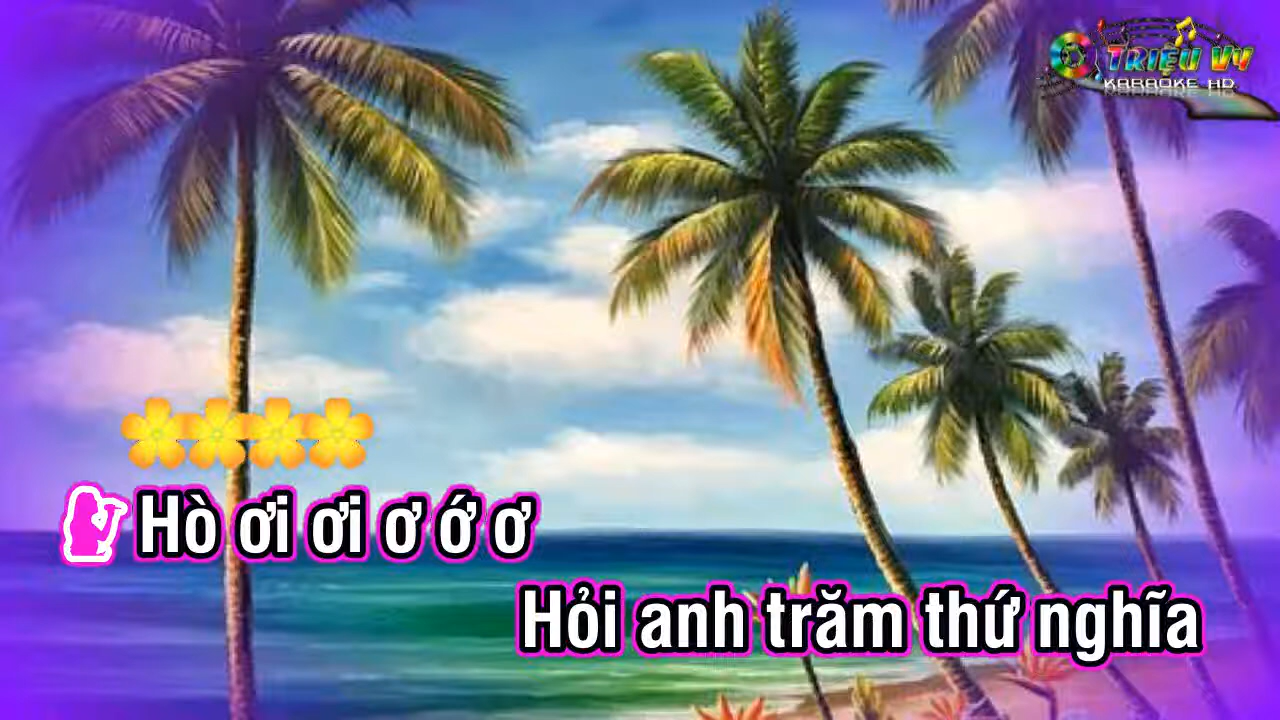 TRIỆU VY
KARAOKE HD
Hò ơi ơi ơ ớ ơ
Hỏi anh trăm thứ nghĩa